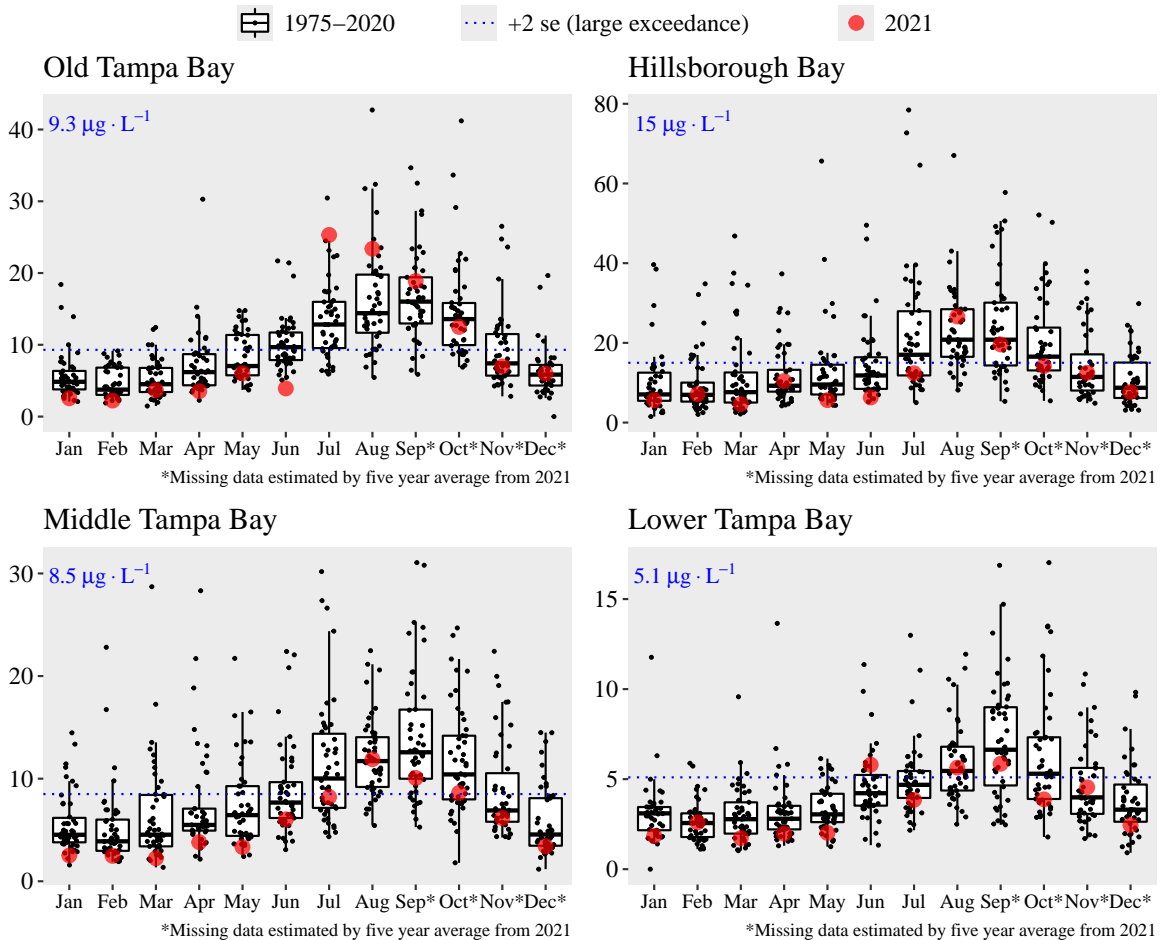 1975–2020 +2 se (large exceedance) 2021
Old Tampa Bay
9.3 μg · L⁻¹
40
30
20
10
0
Jan Feb Mar Apr May Jun Jul Aug Sep* Oct* Nov* Dec*
*Missing data estimated by five year average from 2021
Hillsborough Bay
15 μg · L⁻¹
80
60
40
20
0
Jan Feb Mar Apr May Jun Jul Aug Sep* Oct* Nov* Dec*
*Missing data estimated by five year average from 2021
Middle Tampa Bay
8.5 μg · L⁻¹
30
20
10
0
Jan Feb Mar Apr May Jun Jul Aug Sep* Oct* Nov* Dec*
*Missing data estimated by five year average from 2021
Lower Tampa Bay
5.1 μg · L⁻¹
15
10
5
0
Jan Feb Mar Apr May Jun Jul Aug Sep* Oct* Nov* Dec*
*Missing data estimated by five year average from 2021